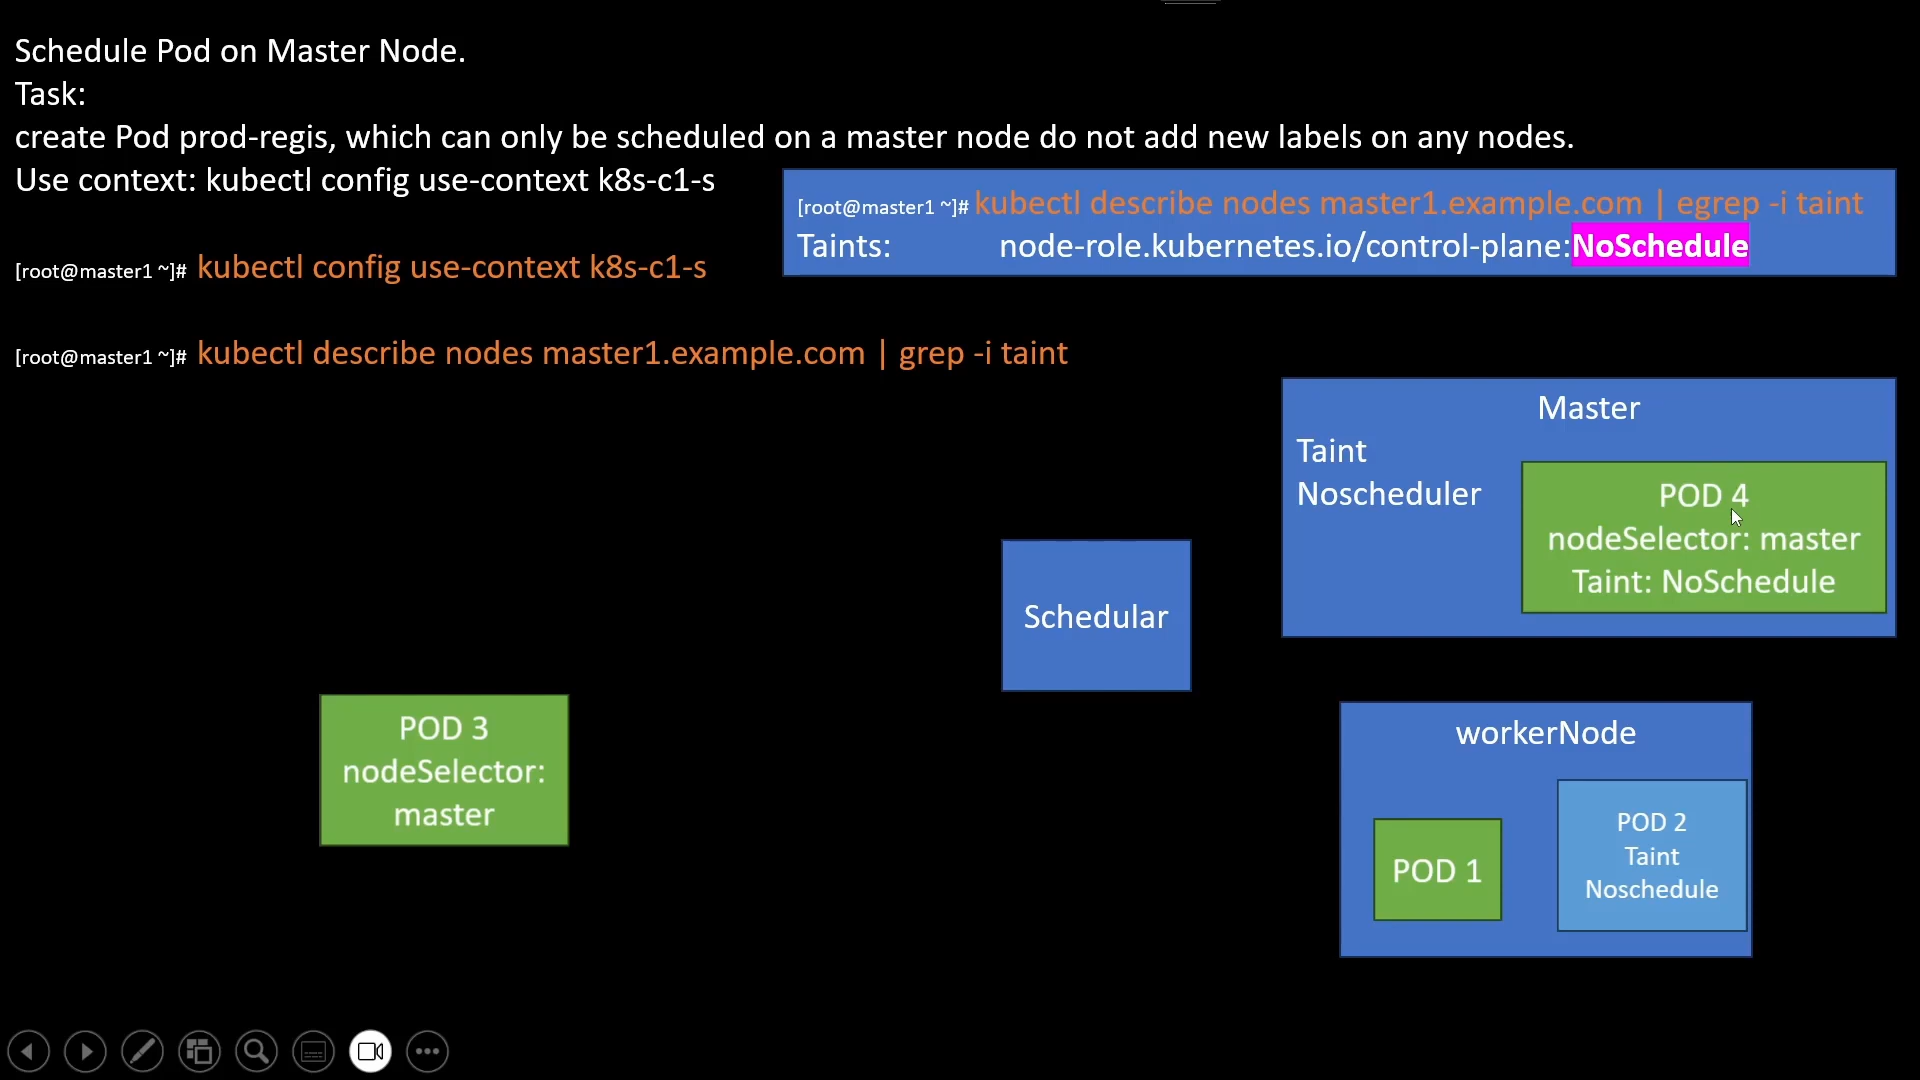 Schedule Pod on Master Node.
Task:
create Pod prod-regis, which can only be scheduled on a master node do not add new labels on any nodes.
Use context: kubectl config use-context k8s-c1-s
[root@master1 ~]# kubectl describe nodes master1.example.com | egrep -i taint
Taints: node-role.kubernetes.io/control-plane:NoSchedule
[root@master1 ~]# kubectl config use-context k8s-c1-s
[root@master1 ~]# kubectl describe nodes master1.example.com | grep -i taint
Master
Taint
Noscheduler
POD 4
nodeSelector: master
Taint: NoSchedule
Schedular
POD 3
nodeSelector:
master
workerNode
POD 1
POD 2
Taint
Noschedule